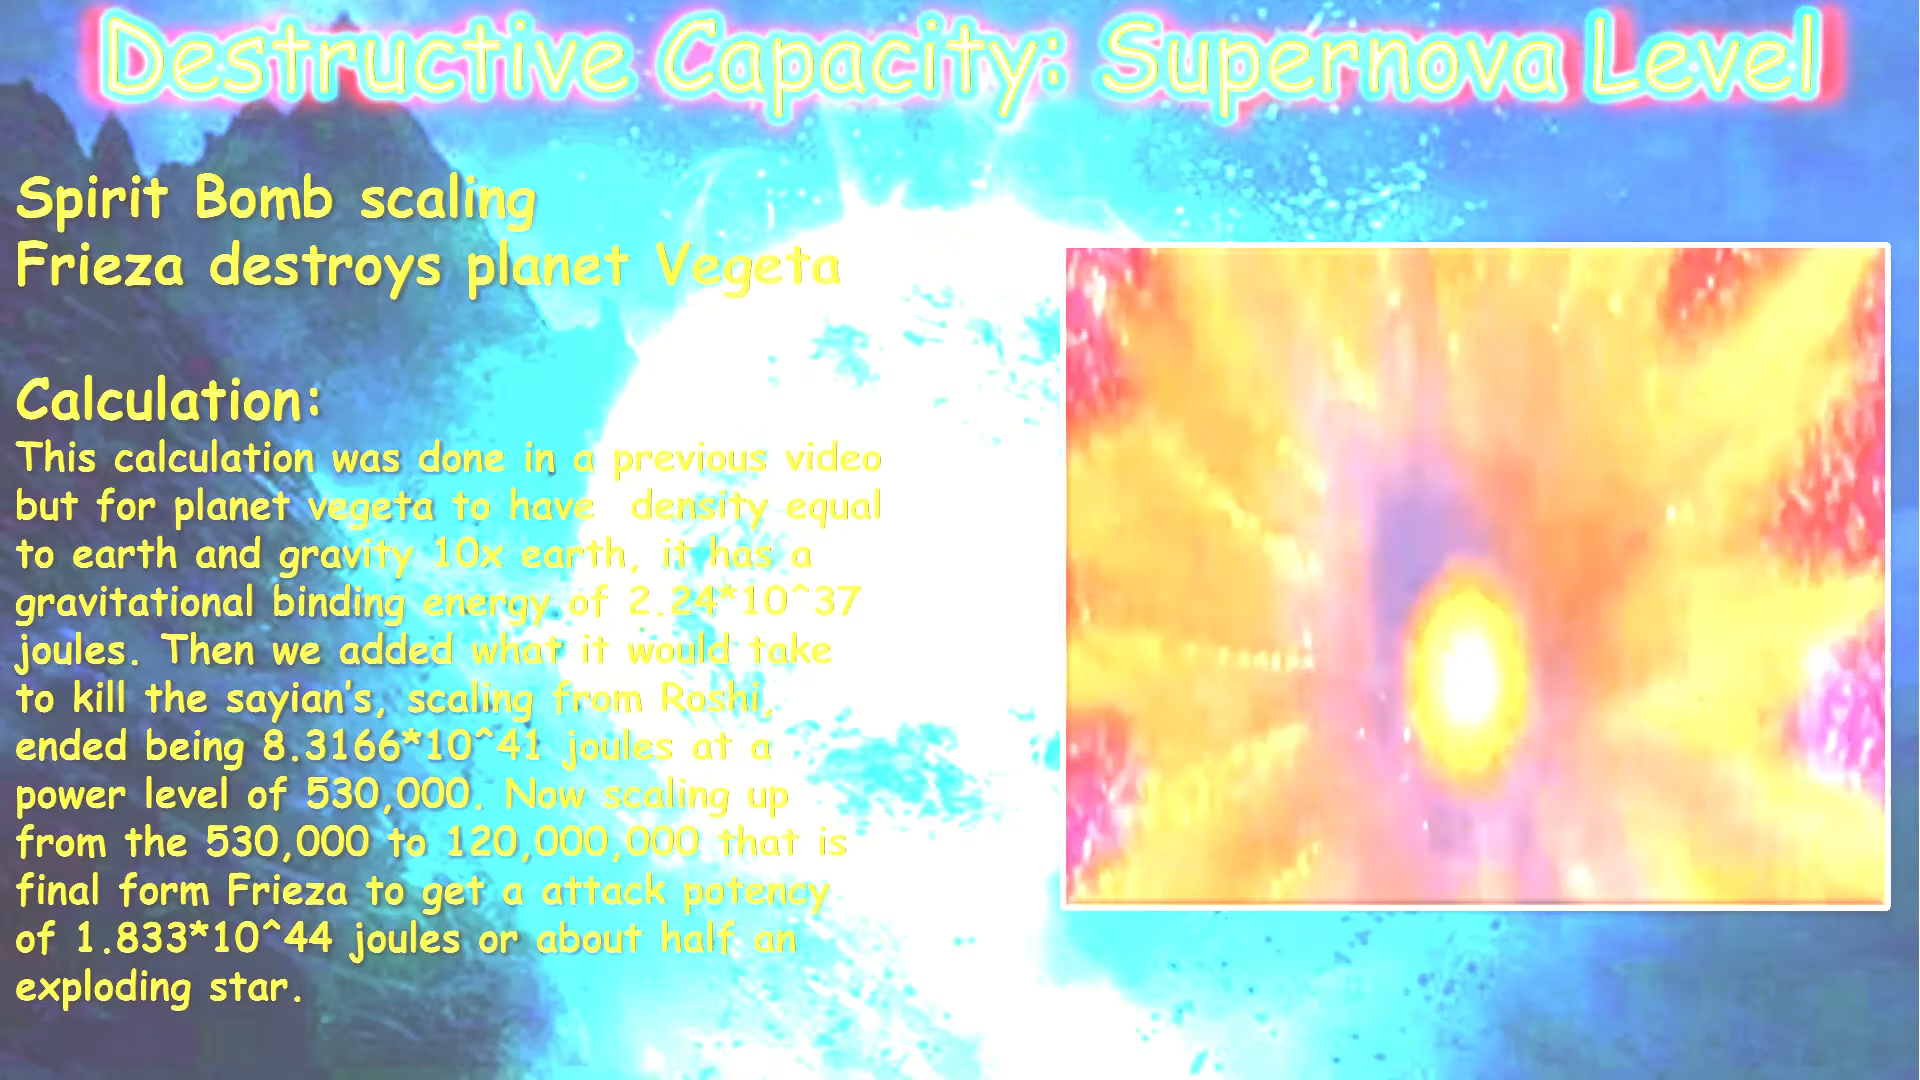 Destructive Capacity: Supernova Level
Spirit Bomb scaling
Frieza destroys planet Vegeta
Calculation:
This calculation was done in a previous video
but for planet vegeta to have  density equal
to earth and gravity 10x earth, it has a
gravitational binding energy of 2.24*10^37
joules. Then we added what it would take
to kill the sayian's, scaling from Roshi,
ended being 8.3166*10^41 joules at a
power level of 530,000. Now scaling up
from the 530,000 to 120,000,000 that is
final form Frieza to get a attack potency
of 1.833*10^44 joules or about half an
exploding star.